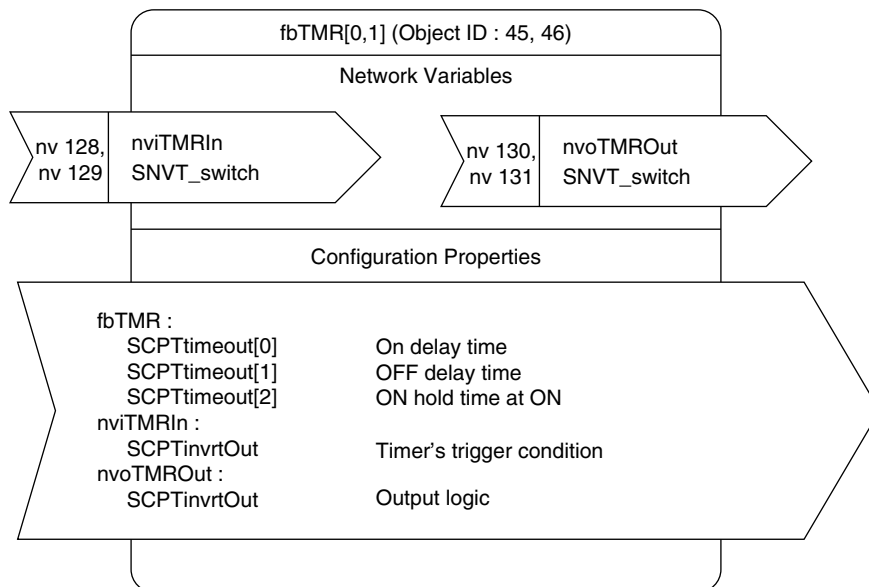 fbTMR[0,1] (Object ID : 45, 46)
Network Variables
nv 128, nviTMRIn
nv 129 SNVT_switch
nv 130, nvoTMROut
nv 131 SNVT_switch
Configuration Properties
fbTMR :
SCPTtimeout[0] On delay time
SCPTtimeout[1] OFF delay time
SCPTtimeout[2] ON hold time at ON
nviTMRIn :
SCPTinvrtOut Timer's trigger condition
nvoTMROut :
SCPTinvrtOut Output logic